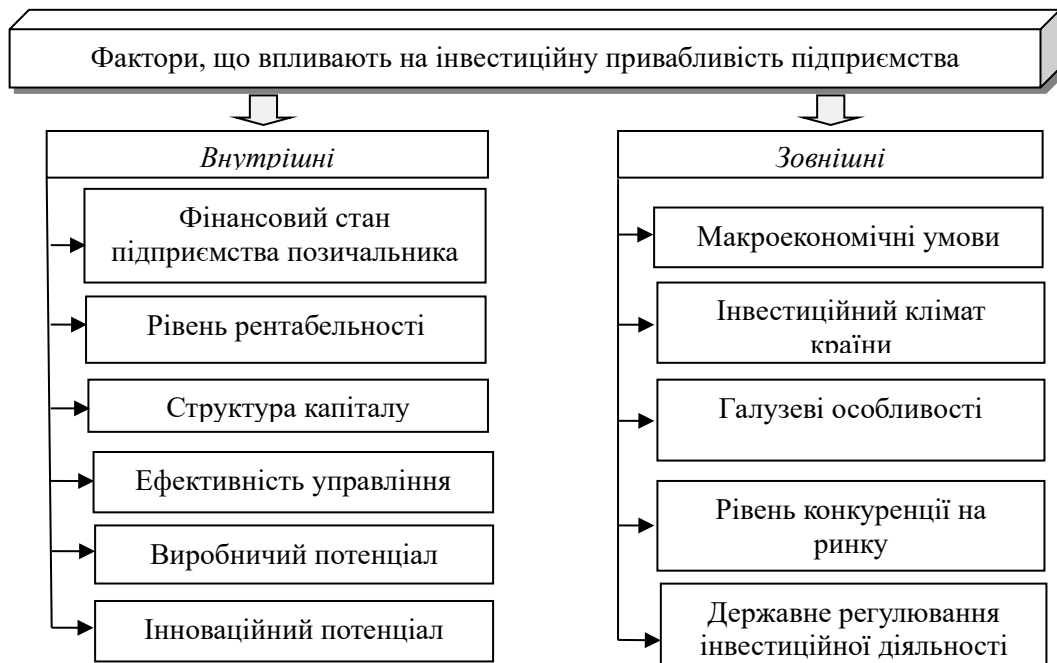 Фактори, що впливають на інвестиційну привабливість підприємства
Внутрішні
Фінансовий стан
підприємства позичальника
Рівень рентабельності
Структура капіталу
Ефективність управління
Виробничий потенціал
Інноваційний потенціал
Зовнішні
Макроекономічні умови
Інвестиційний клімат
країни
Галузеві особливості
Рівень конкуренції на
ринку
Державне регулювання
інвестиційної діяльності